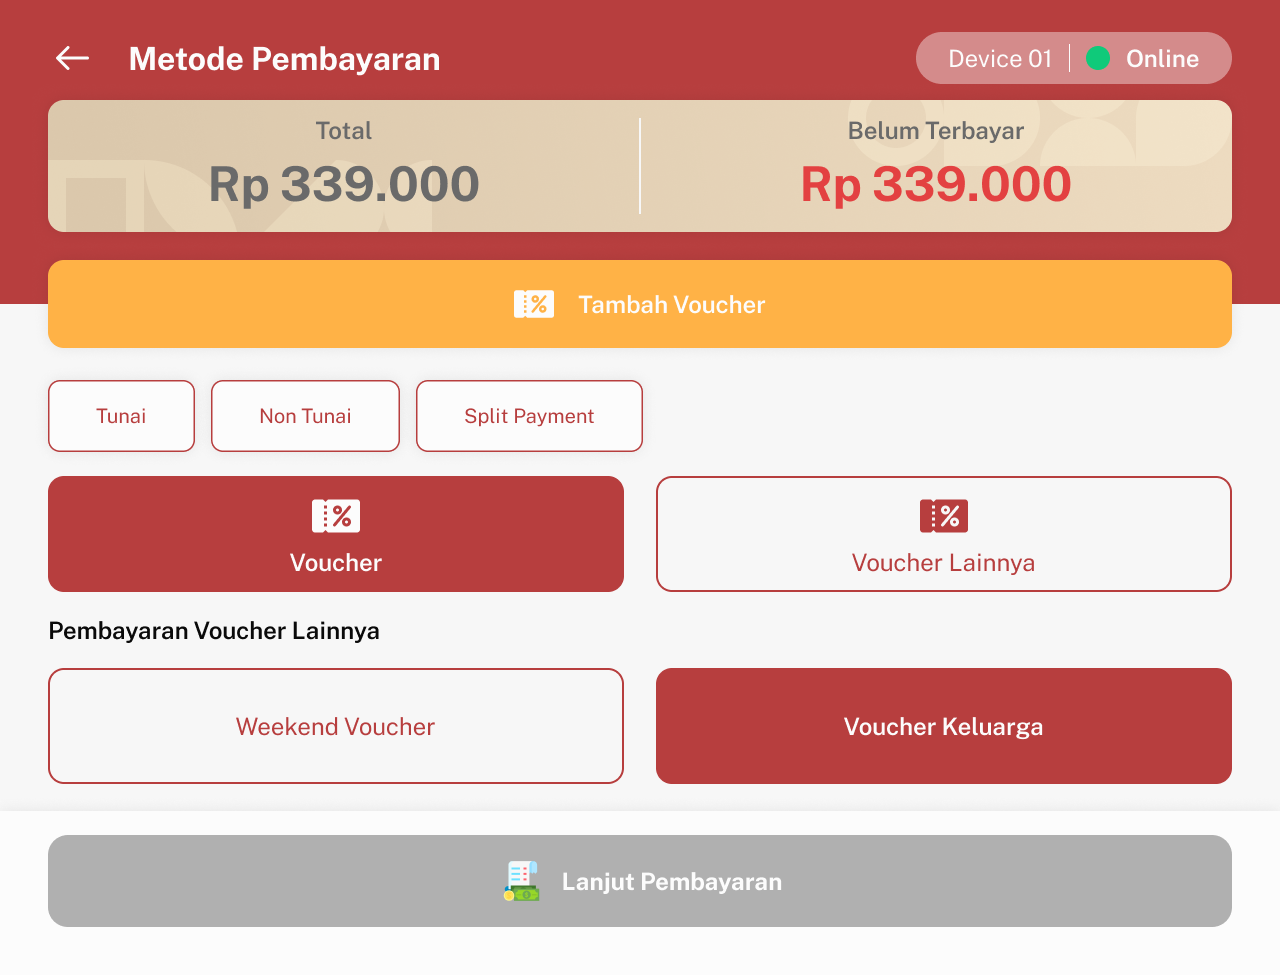 Metode Pembayaran
Device 01
Online
Total
Rp 339.000
Belum Terbayar
Rp 339.000
Tambah Voucher
Tunai
Non Tunai
Split Payment
Voucher
Voucher Lainnya
Pembayaran Voucher Lainnya
Weekend Voucher
Voucher Keluarga
Lanjut Pembayaran